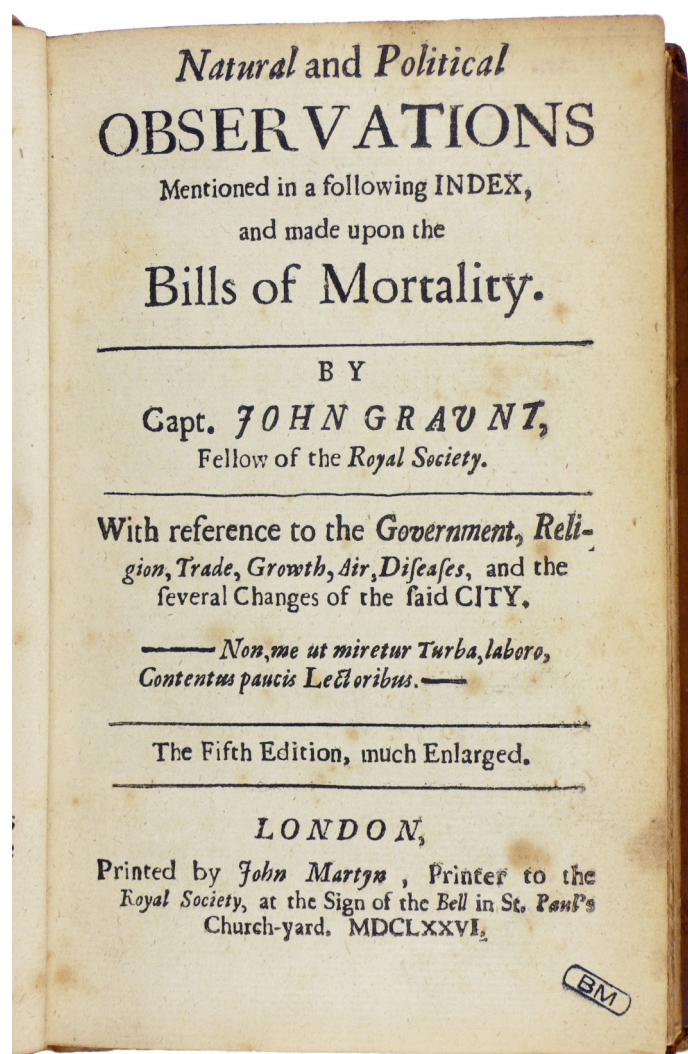 Natural and Political
OBSERVATIONS
Mentioned in a following INDEX,
and made upon the
Bills of Mortality.
BY
Capt. JOHN GRAVNT,
Fellow of the Royal Society.
With reference to the Government, Reli-
gion, Trade, Growth, Air, Diſeaſes, and the
ſeveral Changes of the ſaid CITY.
Non, me ut miretur Turba, laboro,
Contentus paucis Lectoribus.
The Fifth Edition, much Enlarged.
LONDON,
Printed by John Martyn, Printer to the
Royal Society, at the Sign of the Bell in St. Paul's
Church-yard. MDCLXXVI.
BM